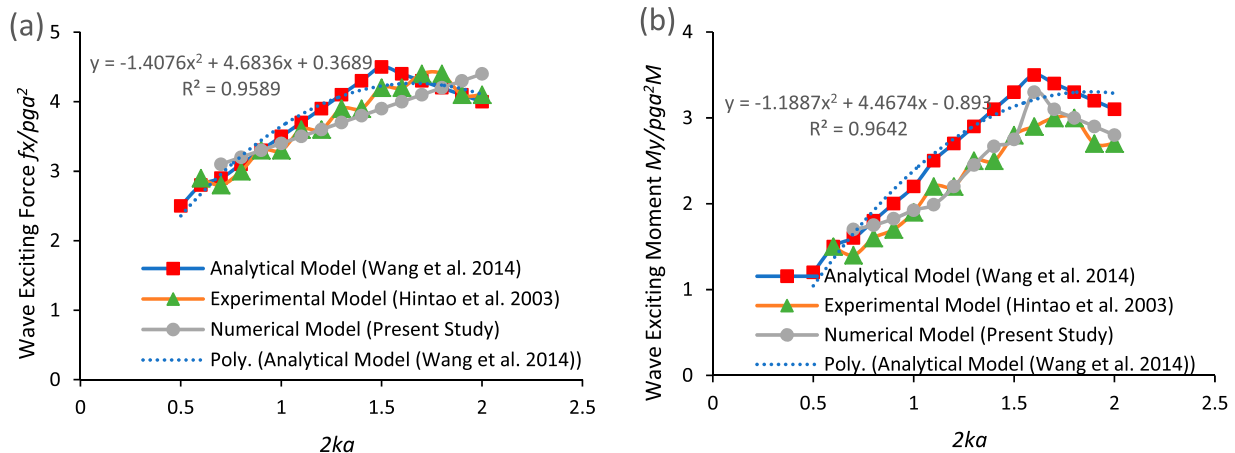 (a)
Wave Exciting Force fx/pga²
5
4
3
2
1
0
y = -1.4076x² + 4.6836x + 0.3689
R² = 0.9589
Analytical Model (Wang et al. 2014)
Experimental Model (Hintao et al. 2003)
Numerical Model (Present Study)
Poly. (Analytical Model (Wang et al. 2014))
0 0.5 1 1.5 2 2.5
2ka
(b)
Wave Exciting Moment My/pga²M
4
3
2
1
0
y = -1.1887x² + 4.4674x - 0.893
R² = 0.9642
Analytical Model (Wang et al. 2014)
Experimental Model (Hintao et al. 2003)
Numerical Model (Present Study)
Poly. (Analytical Model (Wang et al. 2014))
0 0.5 1 1.5 2 2.5
2ka